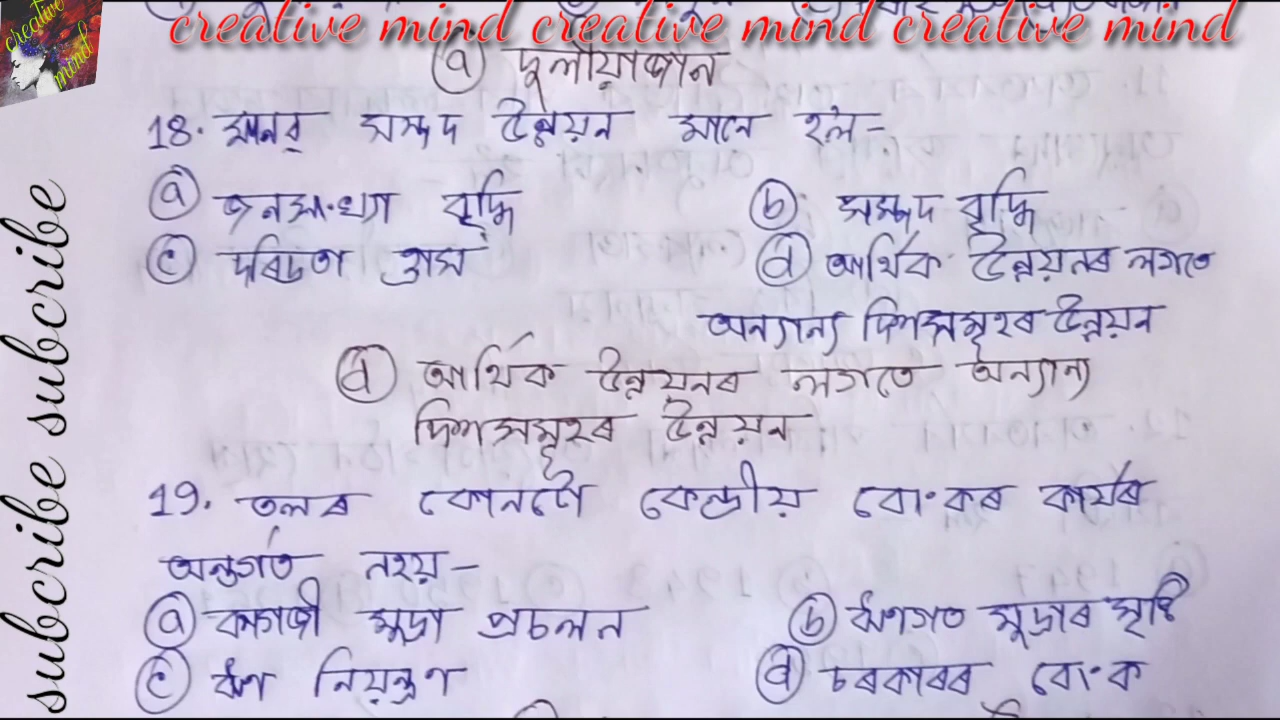 creative mind creative mind creative mind
creative mind
ⓐ দুলীয়াজান
18. মানৱ সম্পদ উন্নয়ন মানে হ'ল–
ⓐ জনসংখ্যা বৃদ্ধি ⓑ সম্পদ বৃদ্ধি
ⓒ দৰিদ্ৰতা হ্ৰাস ⓓ আৰ্থিক উন্নয়নৰ লগতে
অন্যান্য দিশসমূহৰ উন্নয়ন
ⓓ আৰ্থিক উন্নয়নৰ লগতে অন্যান্য
দিশসমূহৰ উন্নয়ন
19. তলৰ কোনটো কেন্দ্ৰীয় বেংকৰ কাৰ্যৰ
অন্তৰ্গত নহয়–
ⓐ কাগজী মুদ্ৰা প্ৰচলন ⓑ ঋণগত মুদ্ৰাৰ সৃষ্টি
ⓒ ঋণ নিয়ন্ত্ৰণ ⓓ চৰকাৰৰ বেংক
subcribe subcribe